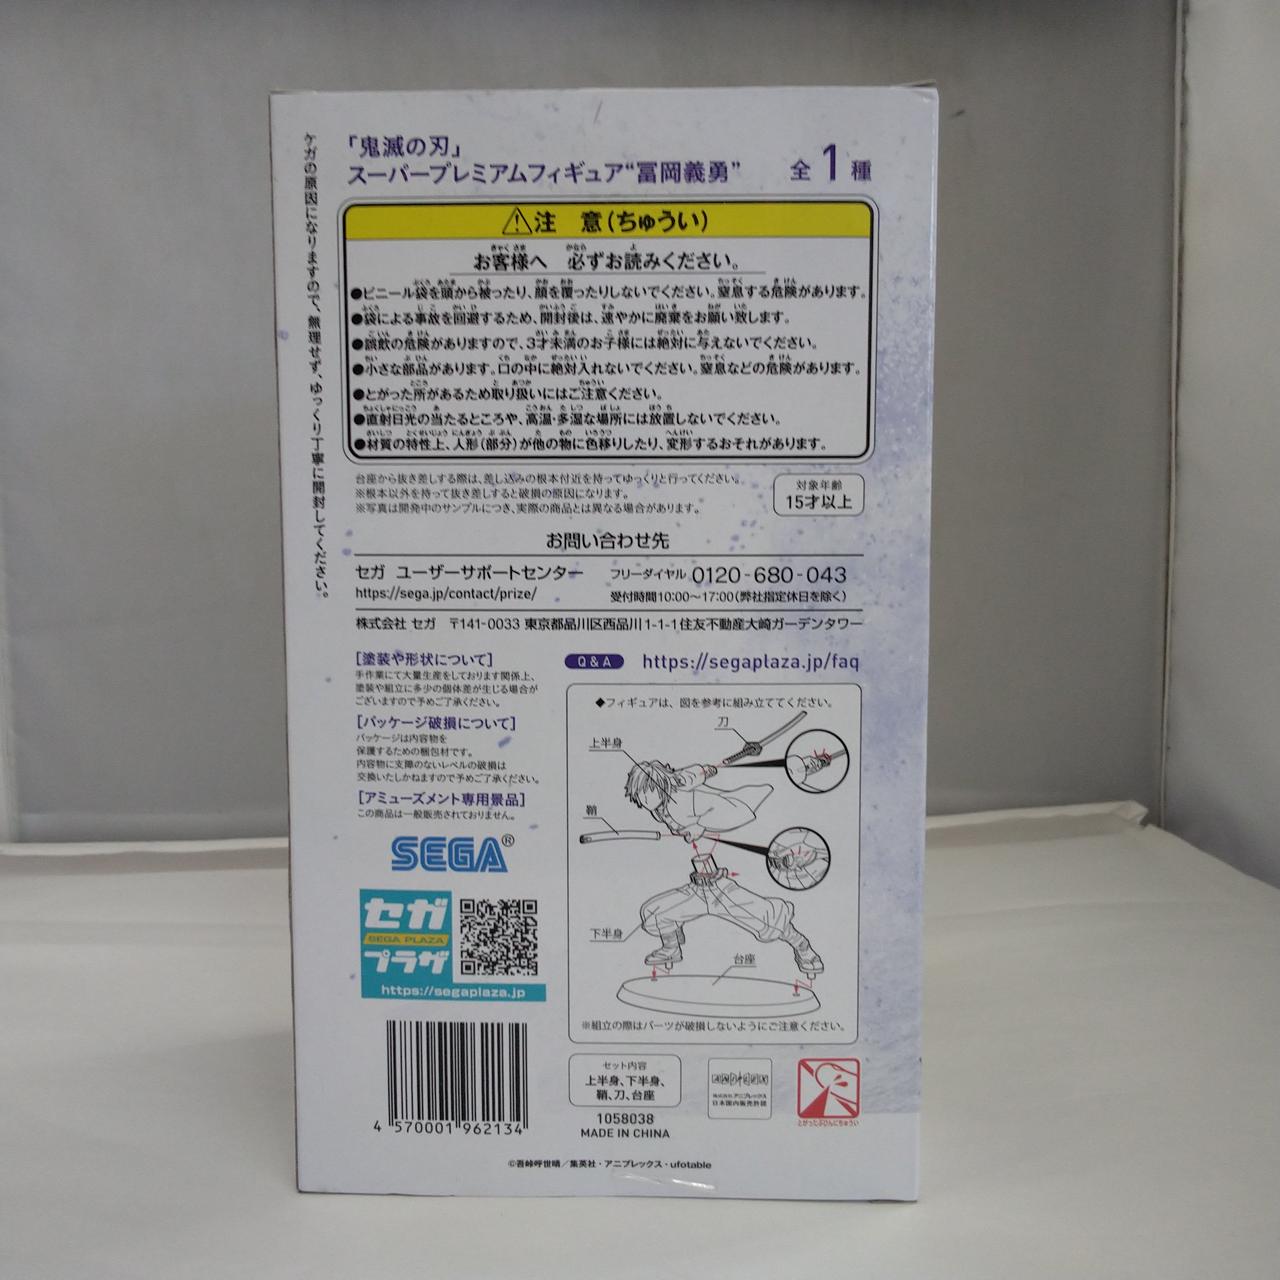 ケガの原因になりますので、無理せず、ゆっくり丁寧に開封してください。
「鬼滅の刃」
スーパープレミアムフィギュア“冨岡義勇” 全1種
注 意(ちゅうい)
お客様へ 必ずお読みください。
●ビニール袋を頭から被ったり、顔を覆ったりしないでください。窒息する危険があります。
●袋による事故を回避するため、開封後は、速やかに廃棄をお願い致します。
●誤飲の危険がありますので、3才未満のお子様には絶対に与えないでください。
●小さな部品があります。口の中に絶対入れないでください。窒息などの危険があります。
●とがった所があるため取り扱いにはご注意ください。
●直射日光の当たるところや、高温・多湿な場所には放置しないでください。
●材質の特性上、人形(部分)が他の物に色移りしたり、変形するおそれがあります。
台座から抜き差しする際は、差し込みの根本付近を持ってゆっくりと行ってください。
※根本以外を持って抜き差しすると破損の原因になります。
※写真は開発中のサンプルにつき、実際の商品とは異なる場合があります。
対象年齢
15才以上
お問い合わせ先
セガ ユーザーサポートセンター フリーダイヤル 0120-680-043
https://sega.jp/contact/prize/ 受付時間10:00〜17:00(弊社指定休日を除く)
株式会社 セガ 〒141-0033 東京都品川区西品川1-1-1住友不動産大崎ガーデンタワー
[塗装や形状について]
手作業にて大量生産をしております関係上、
塗装や組立に多少の個体差が生じる場合が
ございますので予めご了承ください。
[パッケージ破損について]
パッケージは内容物を
保護するための梱包材です。
内容物に支障のないレベルの破損は
交換いたしかねますので予めご了承ください。
[アミューズメント専用景品]
この商品は一般販売されておりません。
SEGA®
セガ
SEGA PLAZA
プラザ
https://segaplaza.jp
4 570001 962134
Q&A https://segaplaza.jp/faq
◆フィギュアは、図を参考に組み立ててください。
刀
上半身
鞘
下半身
台座
※組立の際はパーツが破損しないようにご注意ください。
セット内容
上半身、下半身、
鞘、刀、台座
1058038
MADE IN CHINA
ANIPLEX
株式会社アニプレックス
日本国内販売許諾
とがったぶひんにちゅうい
©吾峠呼世晴/集英社・アニプレックス・ufotable